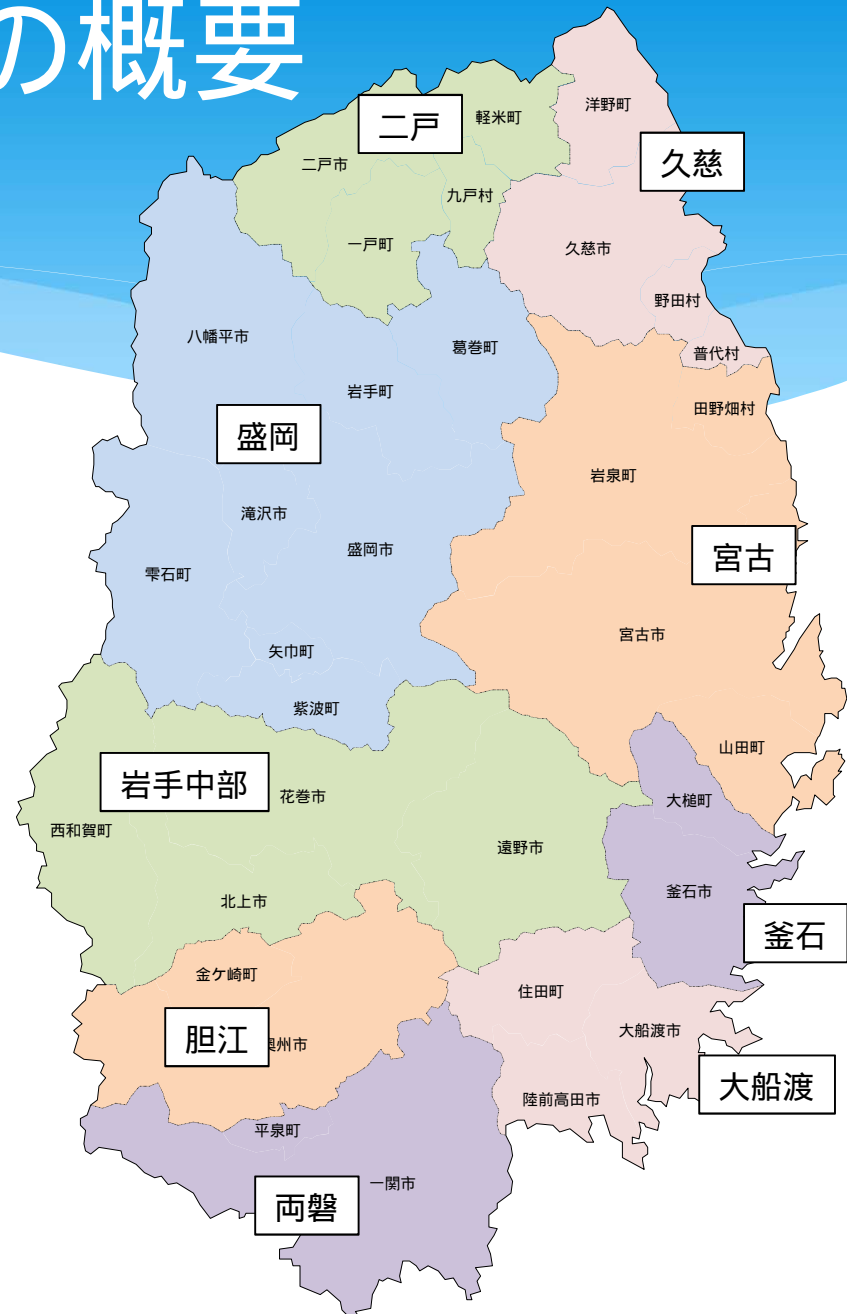 の概要
二戸
軽米町
洋野町
久慈
二戸市
九戸村
一戸町
久慈市
野田村
普代村
八幡平市
葛巻町
岩手町
田野畑村
盛岡
岩泉町
滝沢市
盛岡市
宮古
雫石町
宮古市
矢巾町
紫波町
山田町
岩手中部
花巻市
大槌町
西和賀町
遠野市
釜石市
北上市
釜石
金ケ崎町
住田町
胆江
奥州市
大船渡市
大船渡
陸前高田市
平泉町
一関市
両磐